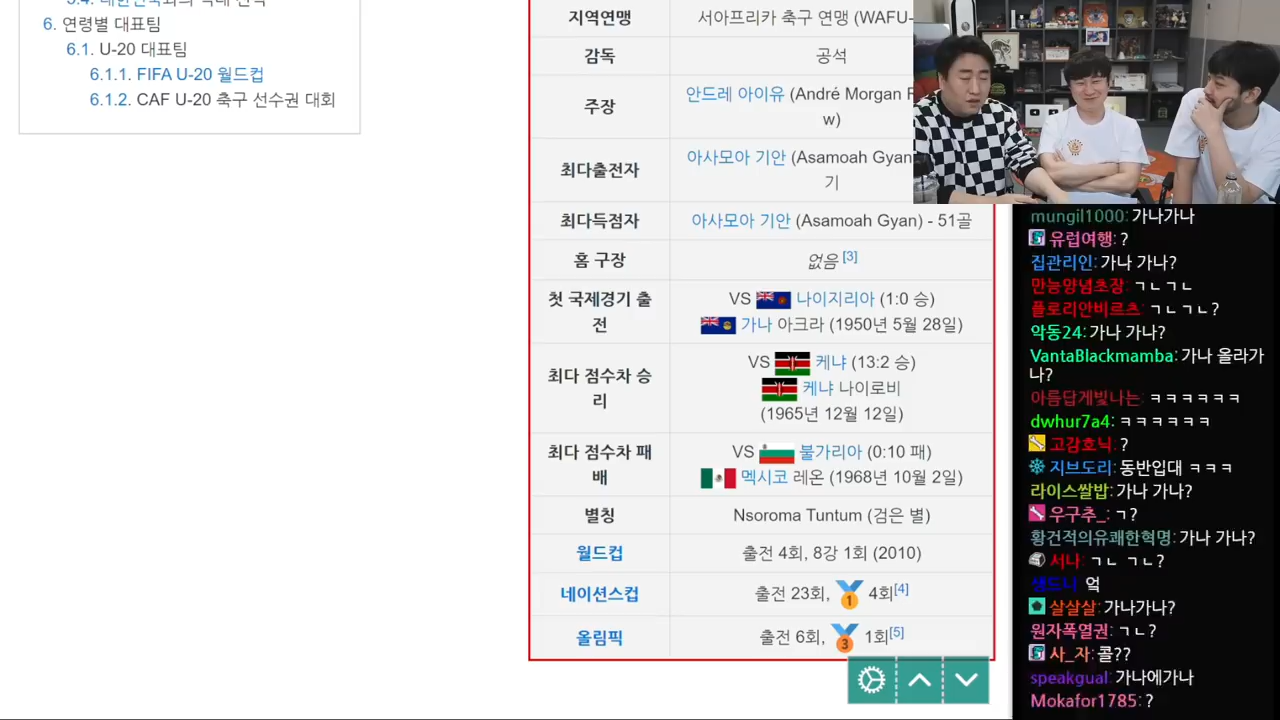 6. 연령별 대표팀
6.1. U-20 대표팀
6.1.1. FIFA U-20 월드컵
6.1.2. CAF U-20 축구 선수권 대회
지역연맹
서아프리카 축구 연맹 (WAFU-
감독
공석
주장
안드레 아이유 (André Morgan
w)
최다출전자
아사모아 기안 (Asamoah Gyan
기
최다득점자
아사모아 기안 (Asamoah Gyan) - 51골
홈 구장
없음 [3]
첫 국제경기 출
전
VS 나이지리아 (1:0 승)
가나 아크라 (1950년 5월 28일)
최다 점수차 승
리
VS 케냐 (13:2 승)
케냐 나이로비
(1965년 12월 12일)
최다 점수차 패
배
VS 불가리아 (0:10 패)
멕시코 레온 (1968년 10월 2일)
별칭
Nsoroma Tuntum (검은 별)
월드컵
출전 4회, 8강 1회 (2010)
네이션스컵
출전 23회, 1 4회[4]
올림픽
출전 6회, 3 1회[5]
mungil1000: 가나가나
유럽여행: ?
집관리인: 가나 가나?
만능양념초장: ㄱㄴㄱㄴ
플로리안비르츠: ㄱㄴㄱㄴ?
악동24: 가나 가나?
VantaBlackmamba: 가나 올라가
나?
아름답게빛나는: ㅋㅋㅋㅋㅋㅋ
dwhur7a4: ㅋㅋㅋㅋㅋㅋ
고감호닉: ?
지브도리: 동반입대 ㅋㅋㅋ
라이스쌀밥: 가나 가나?
우구추_: ㄱ?
황건적의유쾌한혁명: 가나 가나?
서나: ㄱㄴ ㄱㄴ?
샘드니: 엌
살살살: 가나가나?
원자폭열권: ㄱㄴ?
사_자: 콜??
speakgual: 가나에가나
Mokafor1785: ?